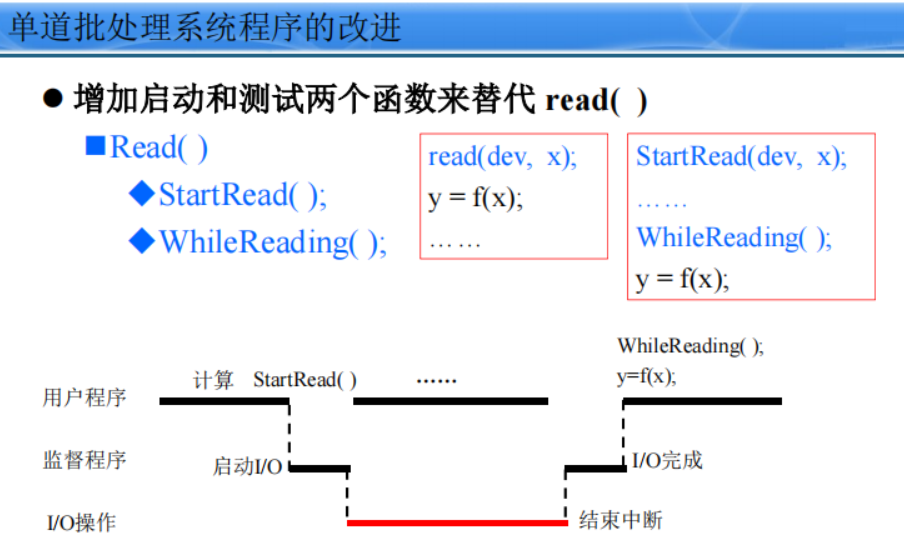 单道批处理系统程序的改进
● 增加启动和测试两个函数来替代 read( )
■Read( )
◆StartRead( );
◆WhileReading( );
read(dev, x);
y = f(x);
……
StartRead(dev, x);
……
WhileReading( );
y = f(x);
WhileReading( );
y=f(x);
计算 StartRead( ) ……
用户程序
监督程序 启动I/O I/O完成
I/O操作 结束中断